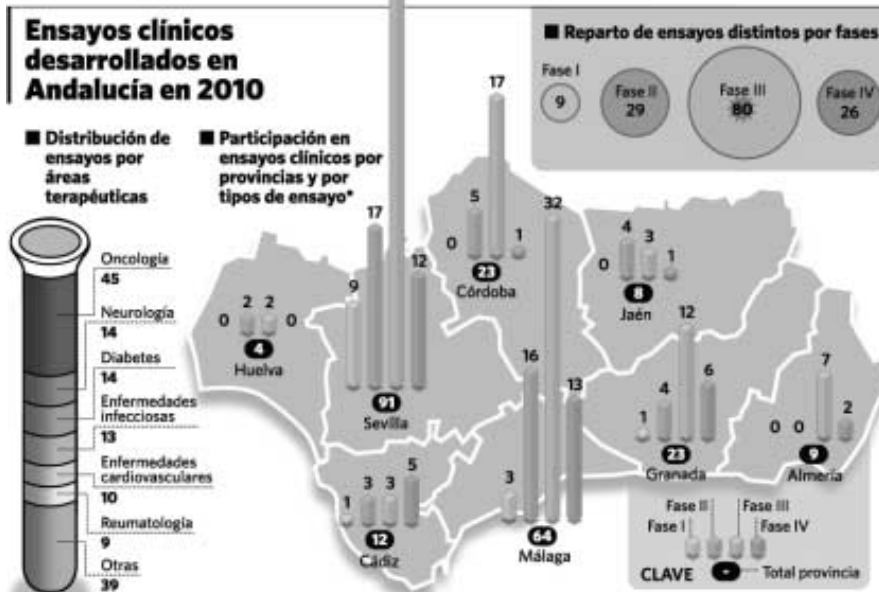 Ensayos clínicos
desarrollados en
Andalucía en 2010
■ Distribución de
ensayos por
áreas
terapéuticas
Oncología
45
Neurología
14
Diabetes
14
Enfermedades
infecciosas
13
Enfermedades
cardiovasculares
10
Reumatología
9
Otras
39
■ Participación en
ensayos clínicos por
provincias y por
tipos de ensayo*
0 2 2 0
4
Huelva
9 17 12
91
Sevilla
0 5 17 1
23
Córdoba
0 4 3 1
8
Jaén
1 3 3 5
12
Cádiz
3 16 32 13
64
Málaga
1 4 12 6
23
Granada
0 0 7 2
9
Almería
■ Reparto de ensayos distintos por fases
Fase I
9
Fase II
29
Fase III
80
Fase IV
26
Fase II Fase III
Fase I Fase IV
CLAVE Total provincia